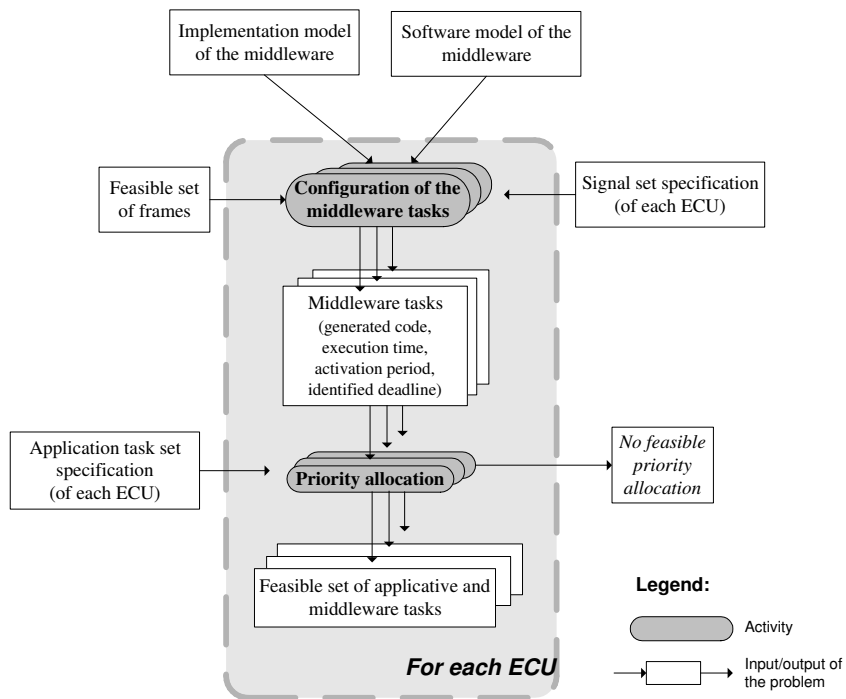 Implementation model
of the middleware
Software model of the
middleware
Feasible set
of frames
Configuration of the
middleware tasks
Signal set specification
(of each ECU)
Middleware tasks
(generated code,
execution time,
activation period,
identified deadline)
Application task set
specification
(of each ECU)
Priority allocation
No feasible
priority
allocation
Feasible set of applicative and
middleware tasks
For each ECU
Legend:
Activity
Input/output of
the problem